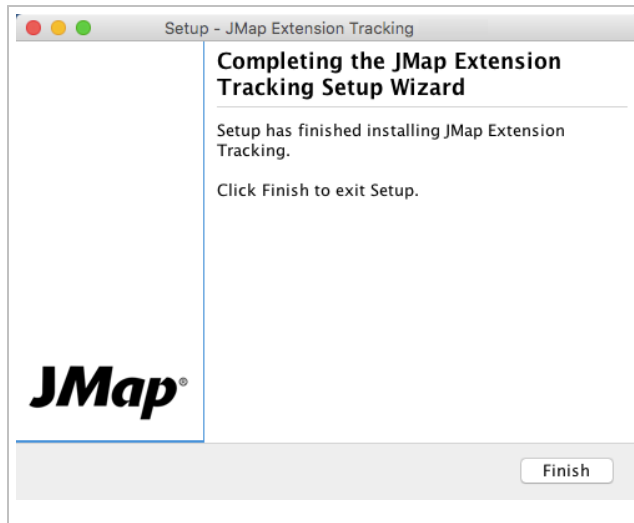 Setup - JMap Extension Tracking
Completing the JMap Extension
Tracking Setup Wizard
Setup has finished installing JMap Extension
Tracking.
Click Finish to exit Setup.
JMap®
Finish